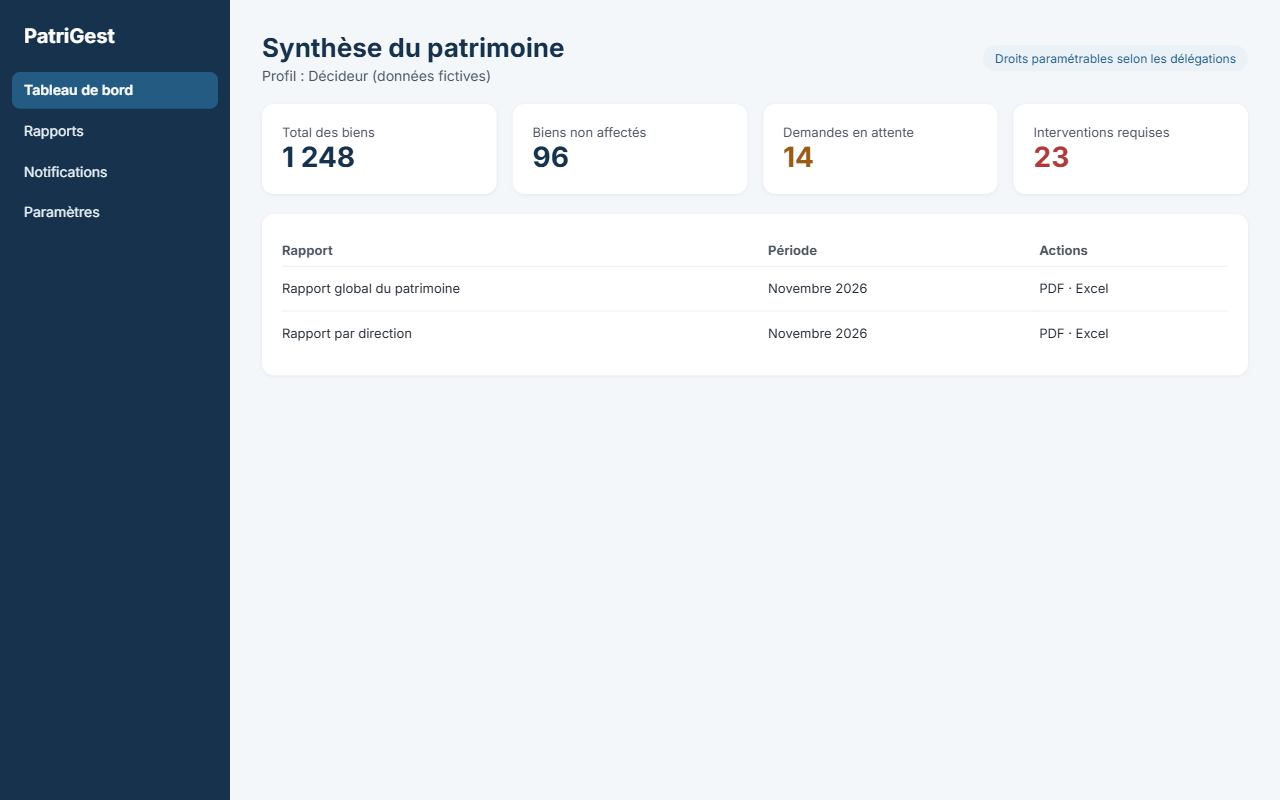 PatriGest
Tableau de bord
Rapports
Notifications
Paramètres
Synthèse du patrimoine
Profil : Décideur (données fictives)
Droits paramétrables selon les délégations
Total des biens
1 248
Biens non affectés
96
Demandes en attente
14
Interventions requises
23
Rapport Période Actions
Rapport global du patrimoine Novembre 2026 PDF · Excel
Rapport par direction Novembre 2026 PDF · Excel